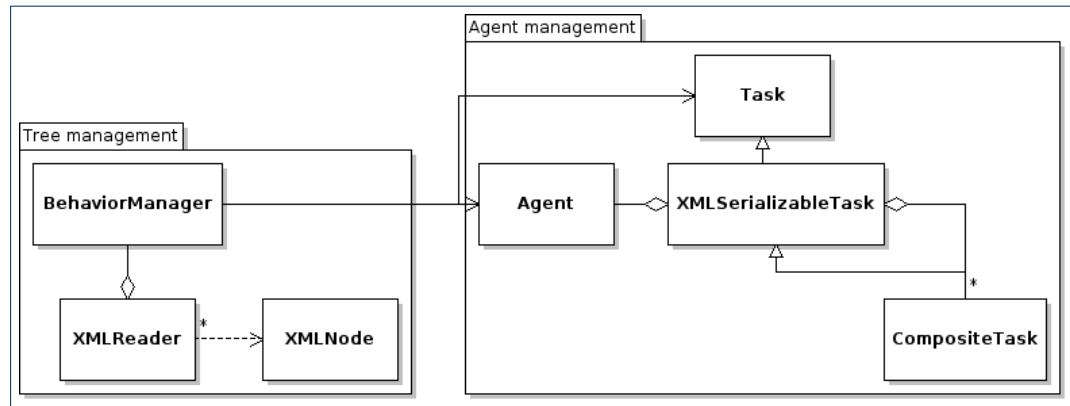 Agent management
Task
Tree management
BehaviorManager
Agent
XMLSerializableTask
*
XMLReader
*
XMLNode
CompositeTask